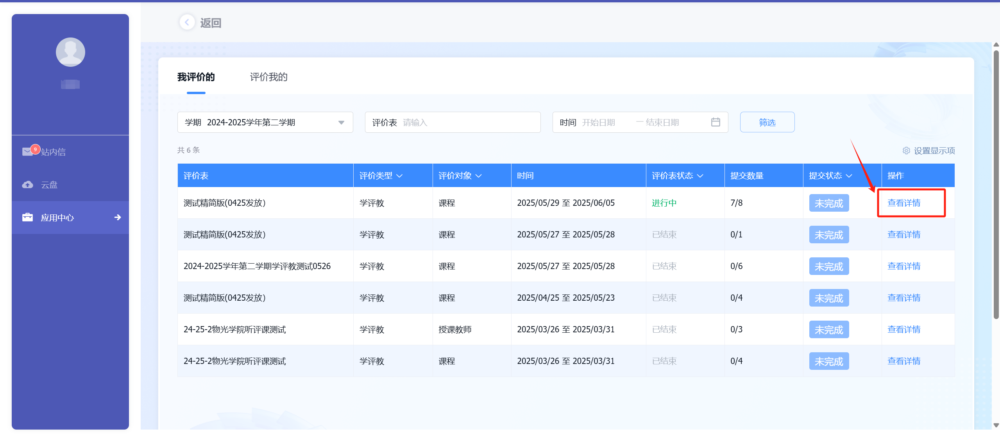 返回
9
站内信
云盘
应用中心
我评价的 评价我的
学期 2024-2025学年第二学期 评价表 请输入 时间 开始日期 — 结束日期 筛选
共 6 条 设置显示项
评价表 评价类型 评价对象 时间 评价表状态 提交数量 提交状态 操作
测试精简版(0425发放) 学评教 课程 2025/05/29 至 2025/06/05 进行中 7/8 未完成 查看详情
测试精简版(0425发放) 学评教 课程 2025/05/27 至 2025/05/28 已结束 0/1 未完成 查看详情
2024-2025学年第二学期学评教测试0526 学评教 课程 2025/05/27 至 2025/05/28 已结束 0/6 未完成 查看详情
测试精简版(0425发放) 学评教 课程 2025/04/25 至 2025/05/23 已结束 0/4 未完成 查看详情
24-25-2物光学院听评课测试 学评教 授课教师 2025/03/26 至 2025/03/31 已结束 0/3 未完成 查看详情
24-25-2物光学院听评课测试 学评教 课程 2025/03/26 至 2025/03/31 已结束 0/4 未完成 查看详情